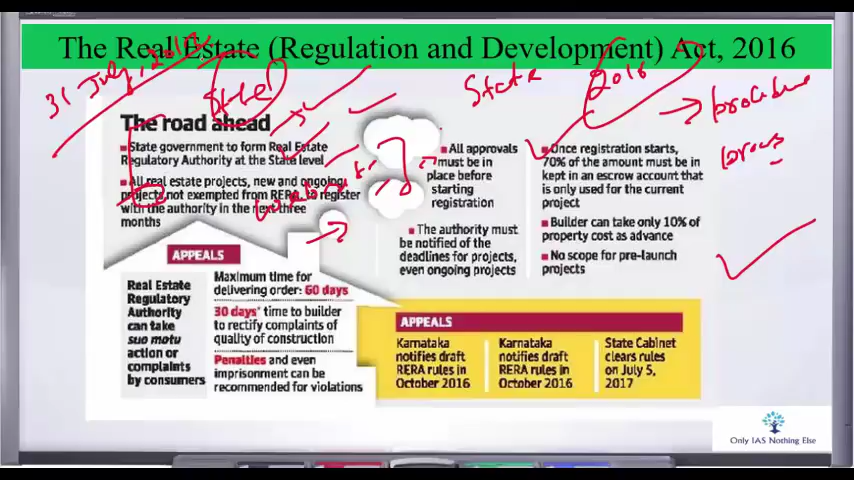 The Real Estate (Regulation and Development) Act, 2016
31 July, 2017
State
State
2016
procedure
The road ahead
State government to form Real Estate
Regulatory Authority at the State level
All real estate projects, new and ongoing
projects not exempted from RERA, to register
with the authority in the next three
months
All approvals
must be in
place before
starting
registration
The authority must
be notified of the
deadlines for projects,
even ongoing projects
Once registration starts,
70% of the amount must be in
kept in an escrow account that
is only used for the current
project
Builder can take only 10% of
property cost as advance
No scope for pre-launch
projects
APPEALS
Real Estate
Regulatory
Authority
can take
suo motu
action or
complaints
by consumers
Maximum time for
delivering order: 60 days
30 days' time to builder
to rectify complaints of
quality of construction
Penalties and even
imprisonment can be
recommended for violations
APPEALS
Karnataka
notifies draft
RERA rules in
October 2016
Karnataka
notifies draft
RERA rules in
October 2016
State Cabinet
clears rules
on July 5,
2017
Only IAS Nothing Else